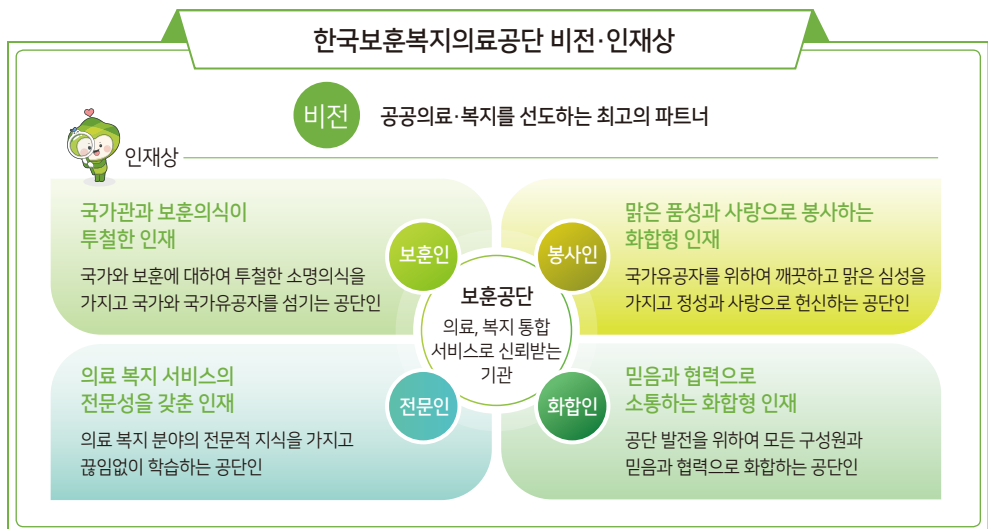 한국보훈복지의료공단 비전·인재상
비전
공공의료·복지를 선도하는 최고의 파트너
인재상
국가관과 보훈의식이
투철한 인재
국가와 보훈에 대하여 투철한 소명의식을
가지고 국가와 국가유공자를 섬기는 공단인
보훈인
봉사인
맑은 품성과 사랑으로 봉사하는
화합형 인재
국가유공자를 위하여 깨끗하고 맑은 심성을
가지고 정성과 사랑으로 헌신하는 공단인
보훈공단
의료, 복지 통합
서비스로 신뢰받는
기관
의료 복지 서비스의
전문성을 갖춘 인재
의료 복지 분야의 전문적 지식을 가지고
끊임없이 학습하는 공단인
전문인
화합인
믿음과 협력으로
소통하는 화합형 인재
공단 발전을 위하여 모든 구성원과
믿음과 협력으로 화합하는 공단인